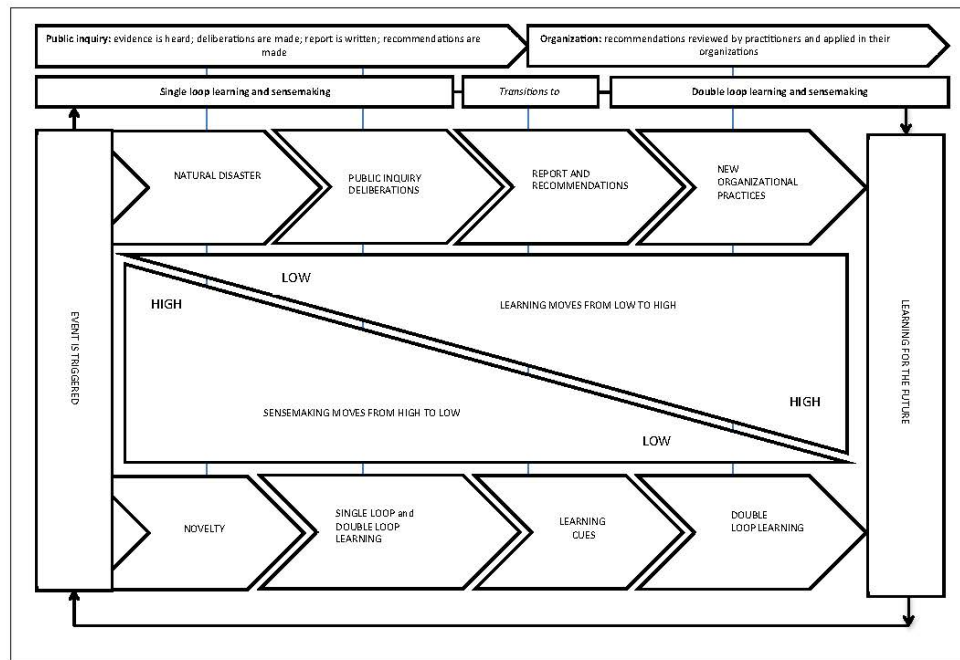 Public inquiry: evidence is heard; deliberations are made; report is written; recommendations are
made
Organization: recommendations reviewed by practitioners and applied in their
organizations
Single loop learning and sensemaking
Transitions to
Double loop learning and sensemaking
EVENT IS TRIGGERED
NATURAL DISASTER
PUBLIC INQUIRY
DELIBERATIONS
REPORT AND
RECOMMENDATIONS
NEW
ORGANIZATIONAL
PRACTICES
LOW
HIGH
LEARNING MOVES FROM LOW TO HIGH
SENSEMAKING MOVES FROM HIGH TO LOW
HIGH
LOW
LEARNING FOR THE FUTURE
NOVELTY
SINGLE LOOP and
DOUBLE LOOP
LEARNING
LEARNING
CUES
DOUBLE
LOOP LEARNING